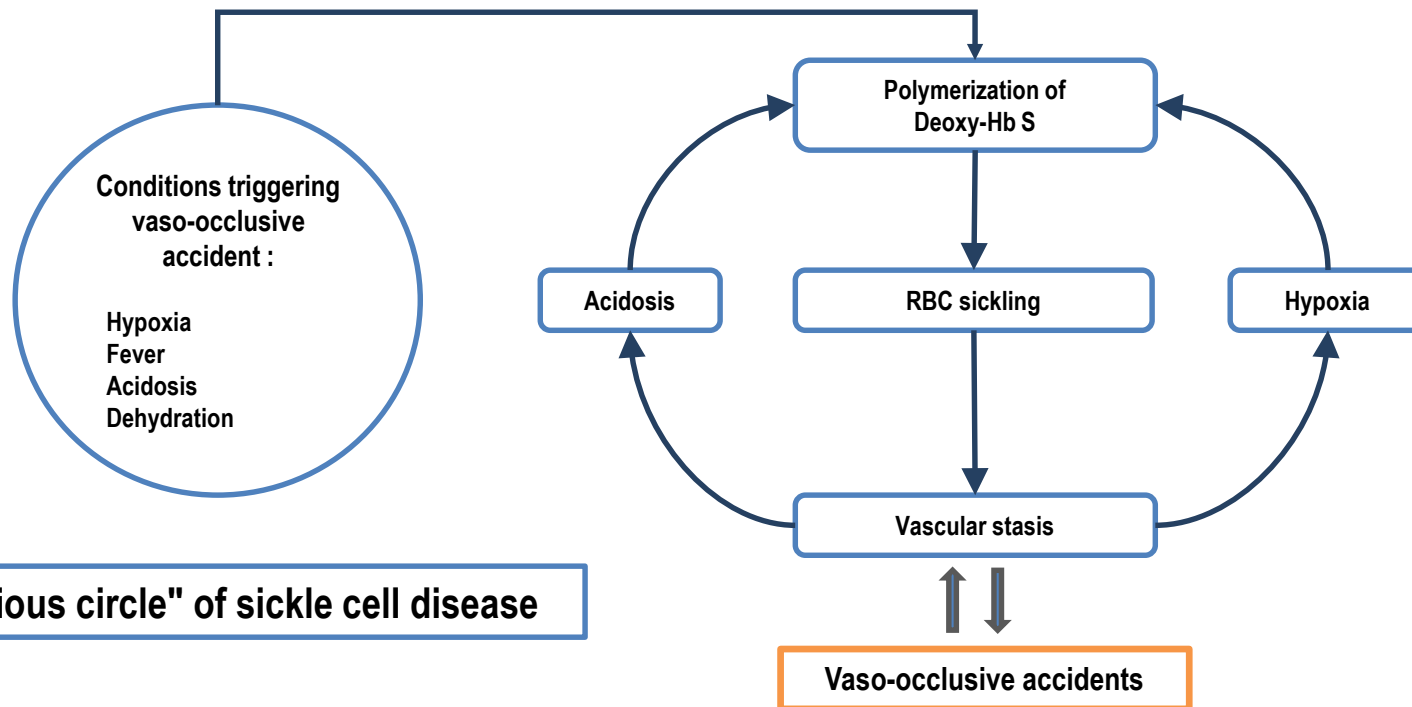 Polymerization of
Deoxy-Hb S
Conditions triggering
vaso-occlusive
accident :
Hypoxia
Fever
Acidosis
Dehydration
Acidosis
RBC sickling
Hypoxia
Vascular stasis
circle" of sickle cell disease
Vaso-occlusive accidents